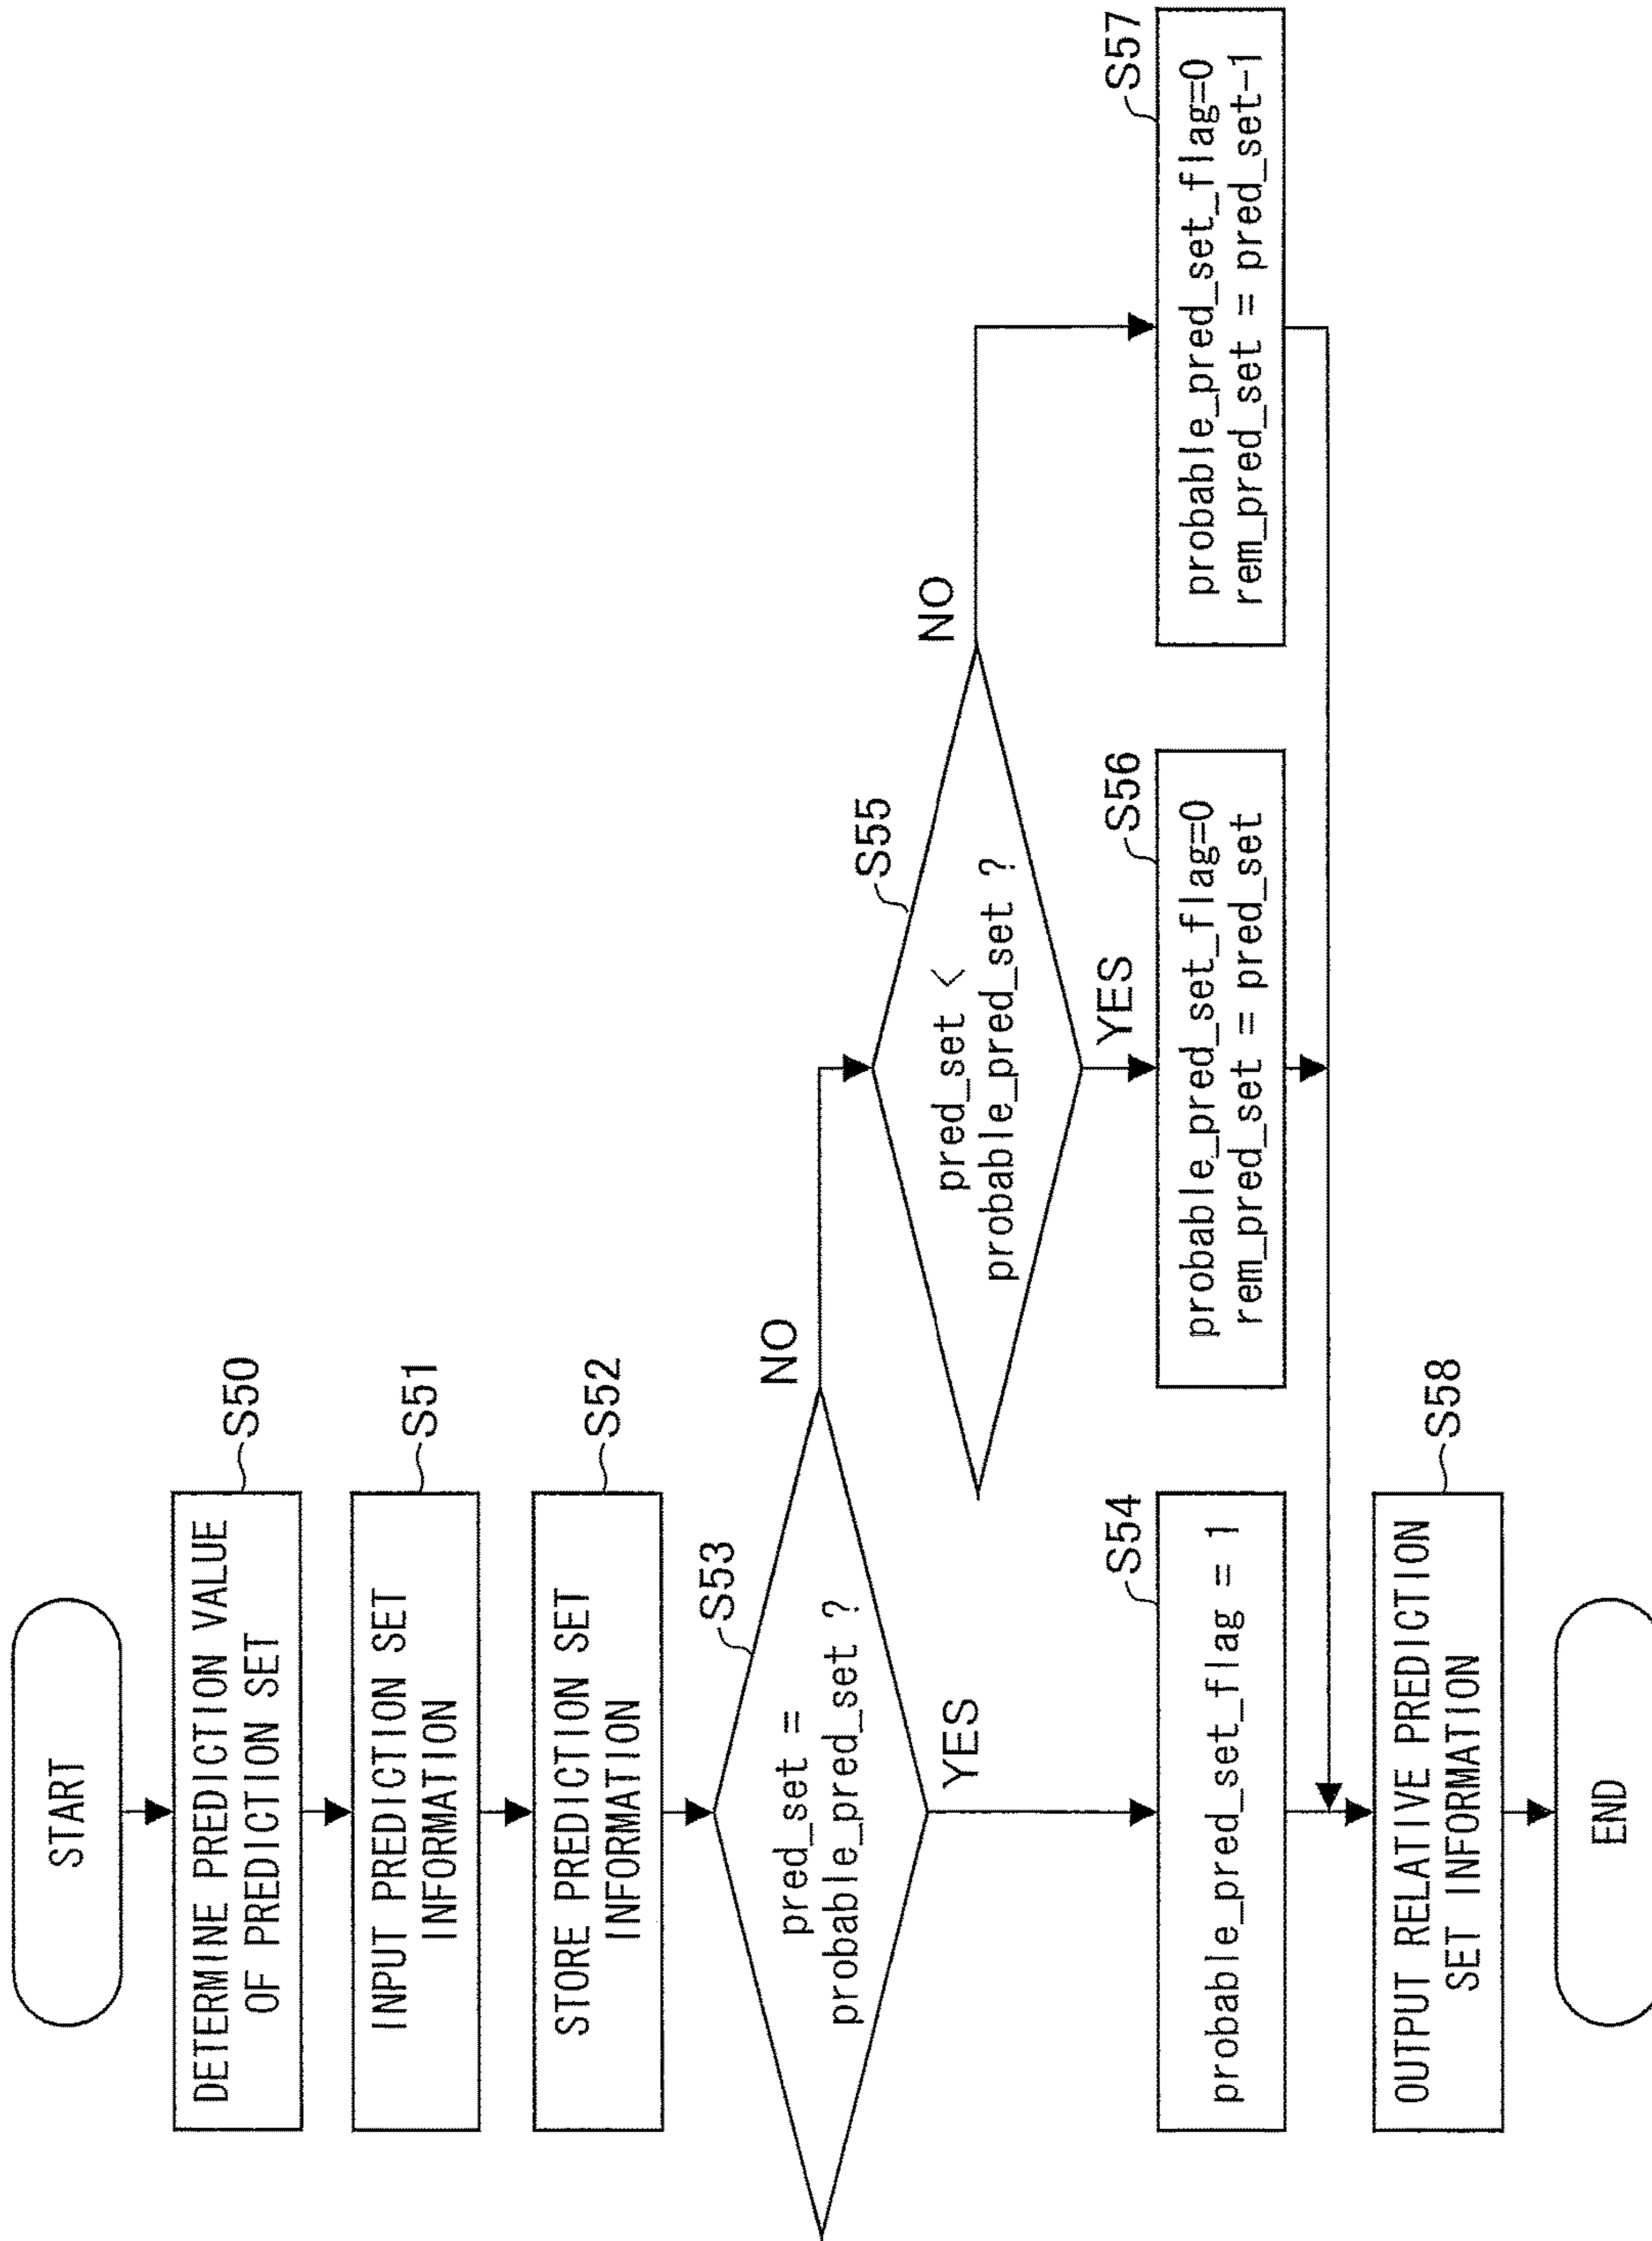 START
S50
DETERMINE PREDICTION VALUE
OF PREDICTION SET
S51
INPUT PREDICTION SET
INFORMATION
S52
STORE PREDICTION SET
INFORMATION
S53
pred_set =
probable_pred_set ?
NO
YES
S55
pred_set <
probable_pred_set ?
NO
YES
S54
probable_pred_set_flag = 1
S56
probable_pred_set_flag=0
rem_pred_set = pred_set
S57
probable_pred_set_flag=0
rem_pred_set = pred_set-1
S58
OUTPUT RELATIVE PREDICTION
SET INFORMATION
END